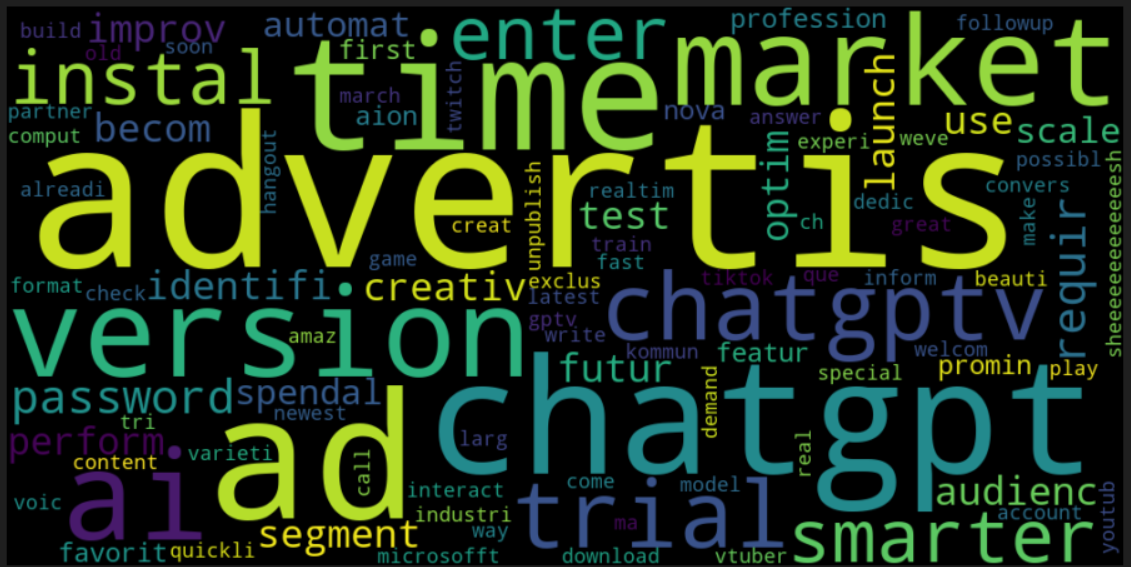 build improv automat profession followup
old soon first enter market
instal time twitch launch
partner march aion nova answer use scale
comput becom experi weve
advertis
hangout optim possibl
alreadi unpublish realtim dedic convers
creat test ch great make
train sheeeeeeeeeeeesh
game fast requir
format check identifi creativ exclus tiktok que inform beauti
version latest chatgptv
amaz gptv write
kommun featur welcom
password spendal futur special promin play
newest demand
tri ad chatgpt
perform larg real
content varieti call
ai come model audienc
voic interact trial account youtub
industri way ma smarter
segment
favorit quickli microsofft download vtuber